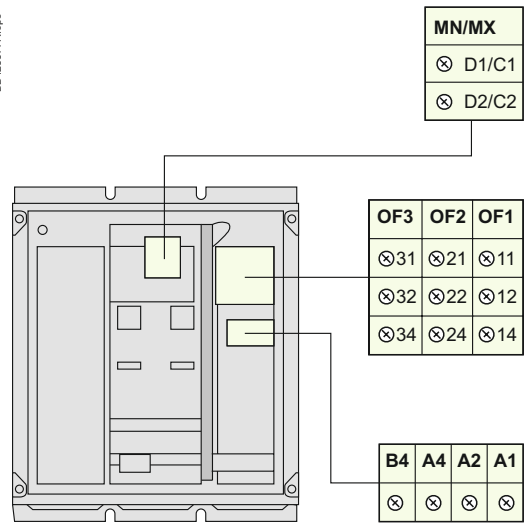 MN/MX
D1/C1
D2/C2
OF3 OF2 OF1
31 21 11
32 22 12
34 24 14
B4 A4 A2 A1